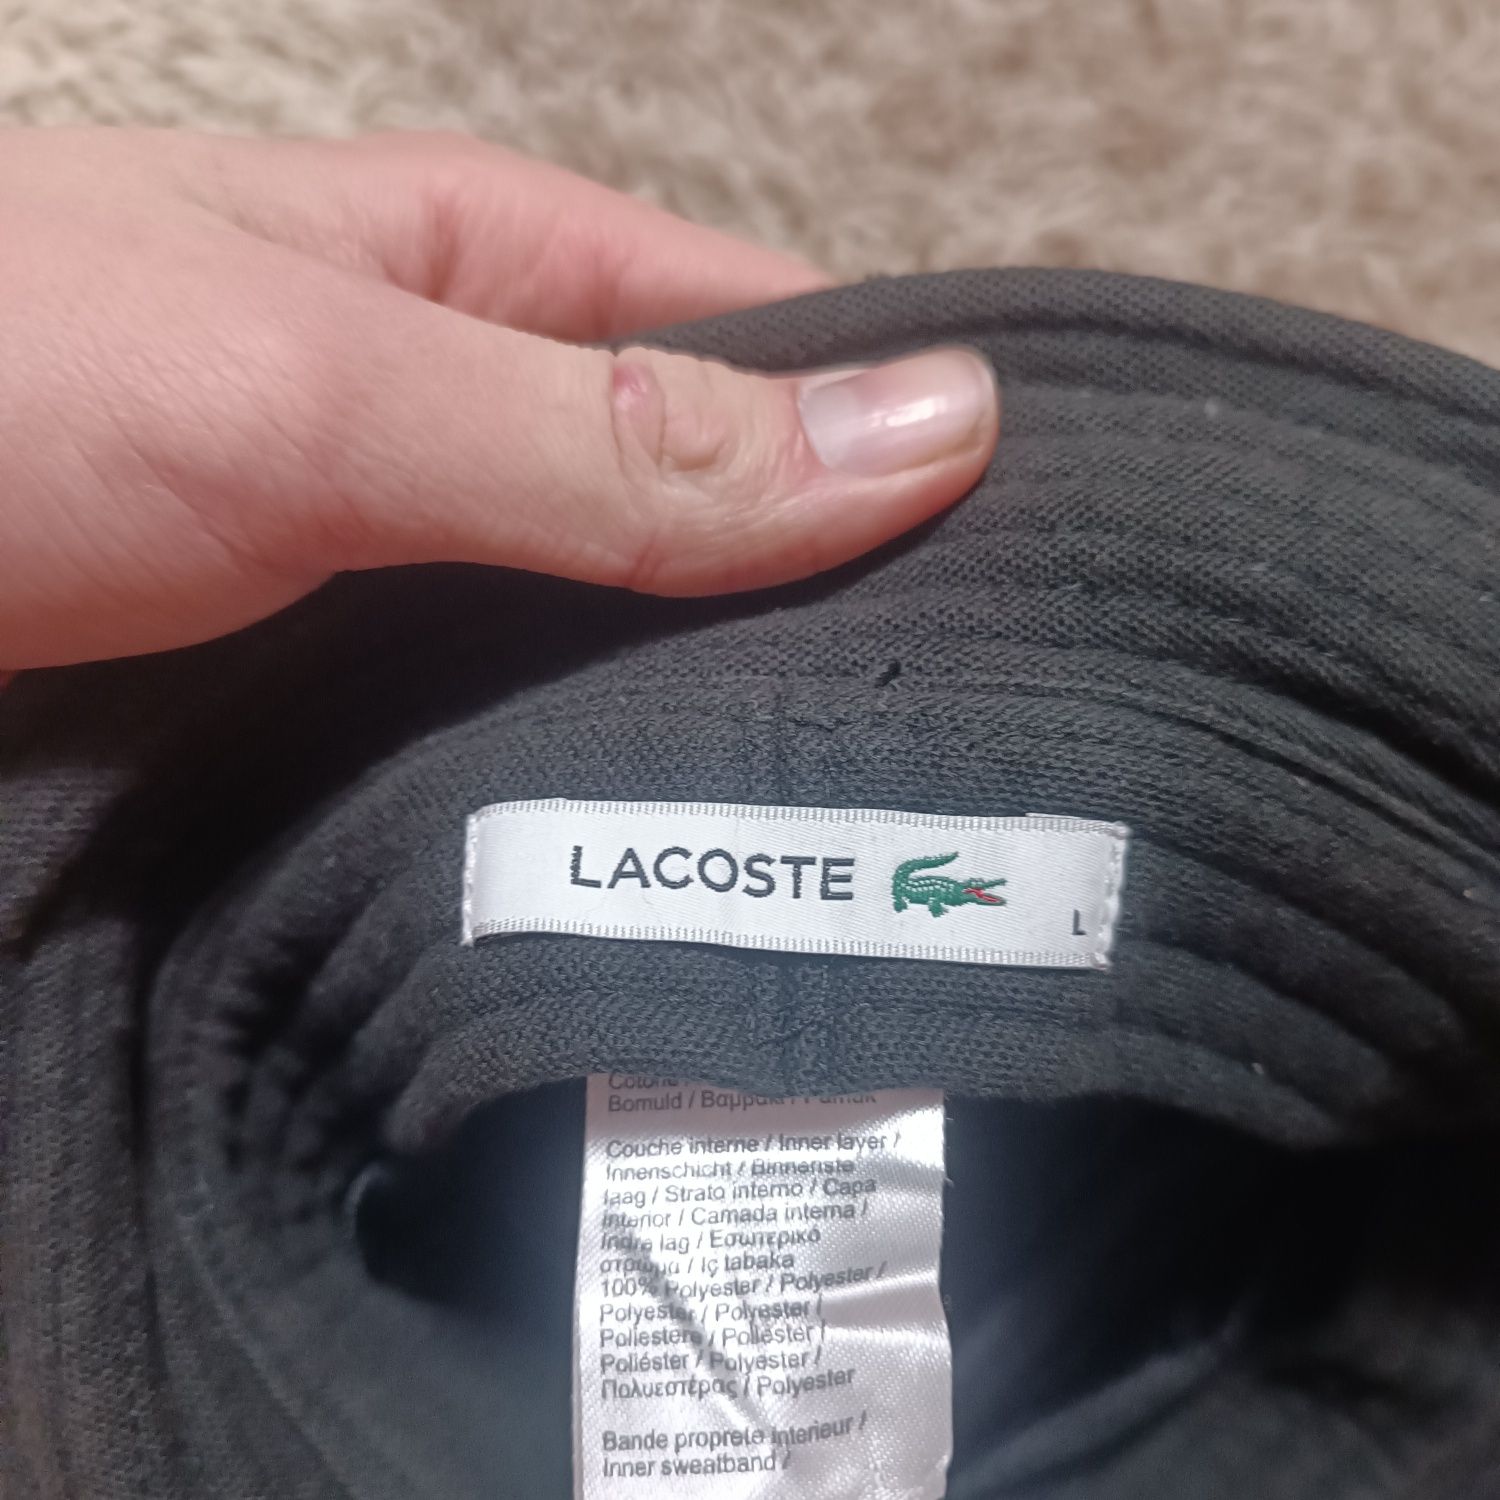 LACOSTE
L
Bomuld / Βαμβάκι / Pamuk
Couche interne / Inner layer /
Innenschicht / Binnenste
laag / Strato interno / Capa
interior / Camada interna /
Indre lag / Εσωτερικό
στρώμα / İç tabaka
100% Polyester / Polyester /
Polyester / Polyester /
Poliestere / Poliéster /
Poliéster / Polyester /
Πολυεστέρας / Polyester
Bande propreté intérieur /
Inner sweatband /